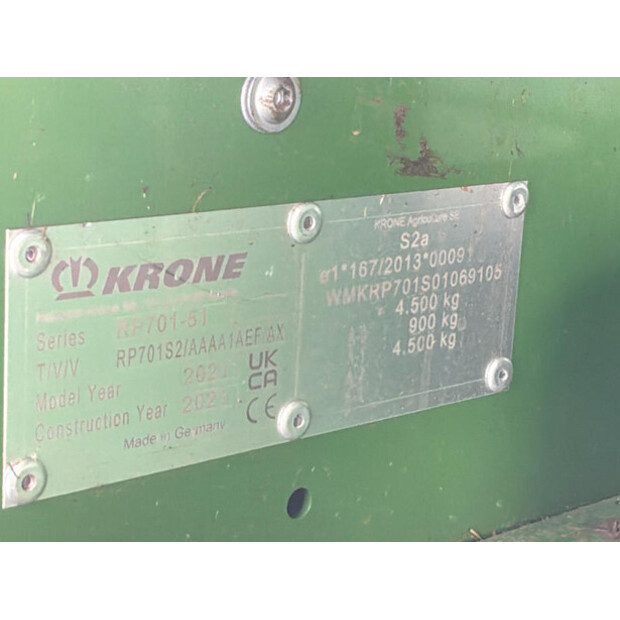 KRONE
Series RP701-51
T/V/V RP701S2/AAAA1AEF/AX
Model Year
Construction Year
UK
CA
CE
Made in Germany
KRONE Agriculture SE
S2a
e1*167/2013*00091
WMKRP701S01069105
4.500 kg
900 kg
4.500 kg